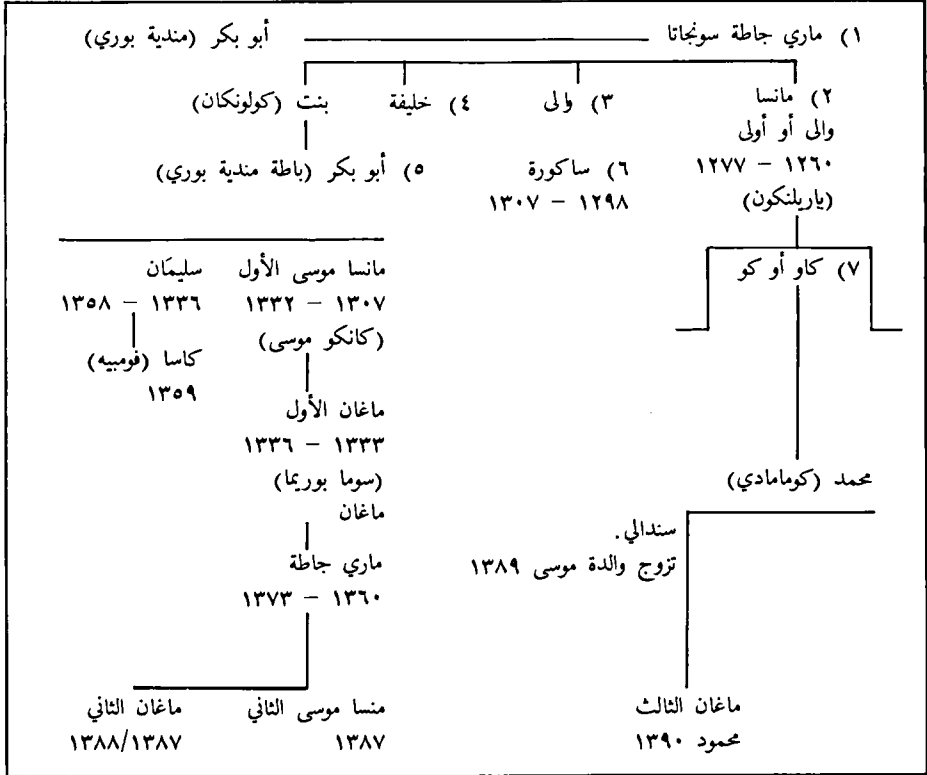 ١) ماري جاطة سونجاتا أبو بكر (مندية بوري)
٢) مانسا ٣) والى ٤) خليفة بنت (كولونكان)
والى أو أولى
١٢٦٠ – ١٢٧٧
(ياريلنكون)
٦) ساكورة ٥) أبو بكر (باطة مندية بوري)
١٢٩٨ – ١٣٠٧
٧) كاو أو كو
مانسا موسى الأول سليمَان
١٣٠٧ – ١٣٣٢ ١٣٣٦ – ١٣٥٨
(كانكو موسى)
كاسا (فومبيه)
١٣٥٩
ماغان الأول
١٣٣٣ – ١٣٣٦
(سوما بوريما)
ماغان
محمد (كومامادي)
سندالي.
تزوج والدة موسى ١٣٨٩
ماري جاطة
١٣٦٠ – ١٣٧٣
ماغان الثالث
محمود ١٣٩٠
منسا موسى الثاني ماغان الثاني
١٣٨٧ ١٣٨٨/١٣٨٧